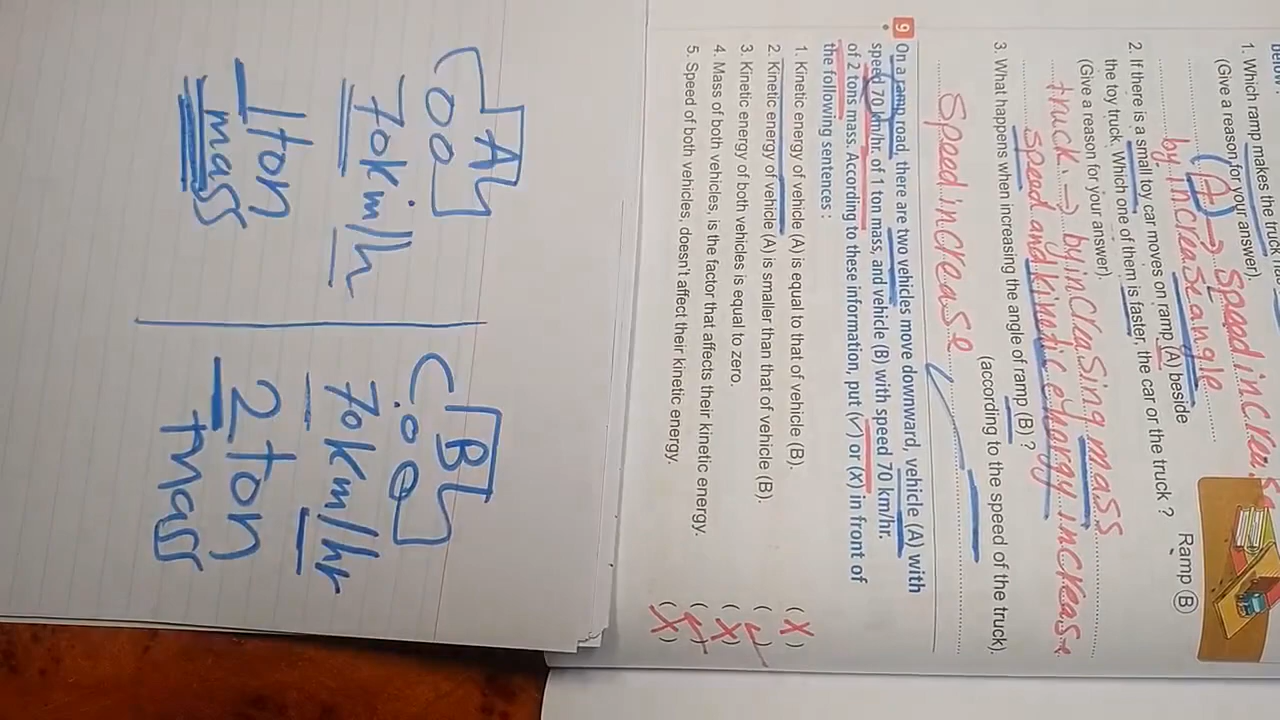 below :
1. Which ramp makes the truck
(Give a reason for your answer).
(A) → Speed increase
by increase angle
2. If there is a small toy car moves on ramp (A) beside
the toy truck. Which one of them is faster, the car or the truck ?
(Give a reason for your answer)
truck → by increasing mass
speed and kinetic energy increase
3. What happens when increasing the angle of ramp (B) ?
(according to the speed of the truck).
Speed increase
Ramp B
9 On a ramp road, there are two vehicles move downward, vehicle (A) with
speed 70 km/hr. of 1 ton mass, and vehicle (B) with speed 70 km/hr.
of 2 tons mass. According to these information, put (✓) or (x) in front of
the following sentences :
1. Kinetic energy of vehicle (A) is equal to that of vehicle (B). (X)
2. Kinetic energy of vehicle (A) is smaller than that of vehicle (B). (✓)
3. Kinetic energy of both vehicles is equal to zero. (X)
4. Mass of both vehicles, is the factor that affects their kinetic energy. (✓)
5. Speed of both vehicles, doesn't affect their kinetic energy. (X)
A
70km/h
1ton
mass
B
70km/hr
2 ton
mass